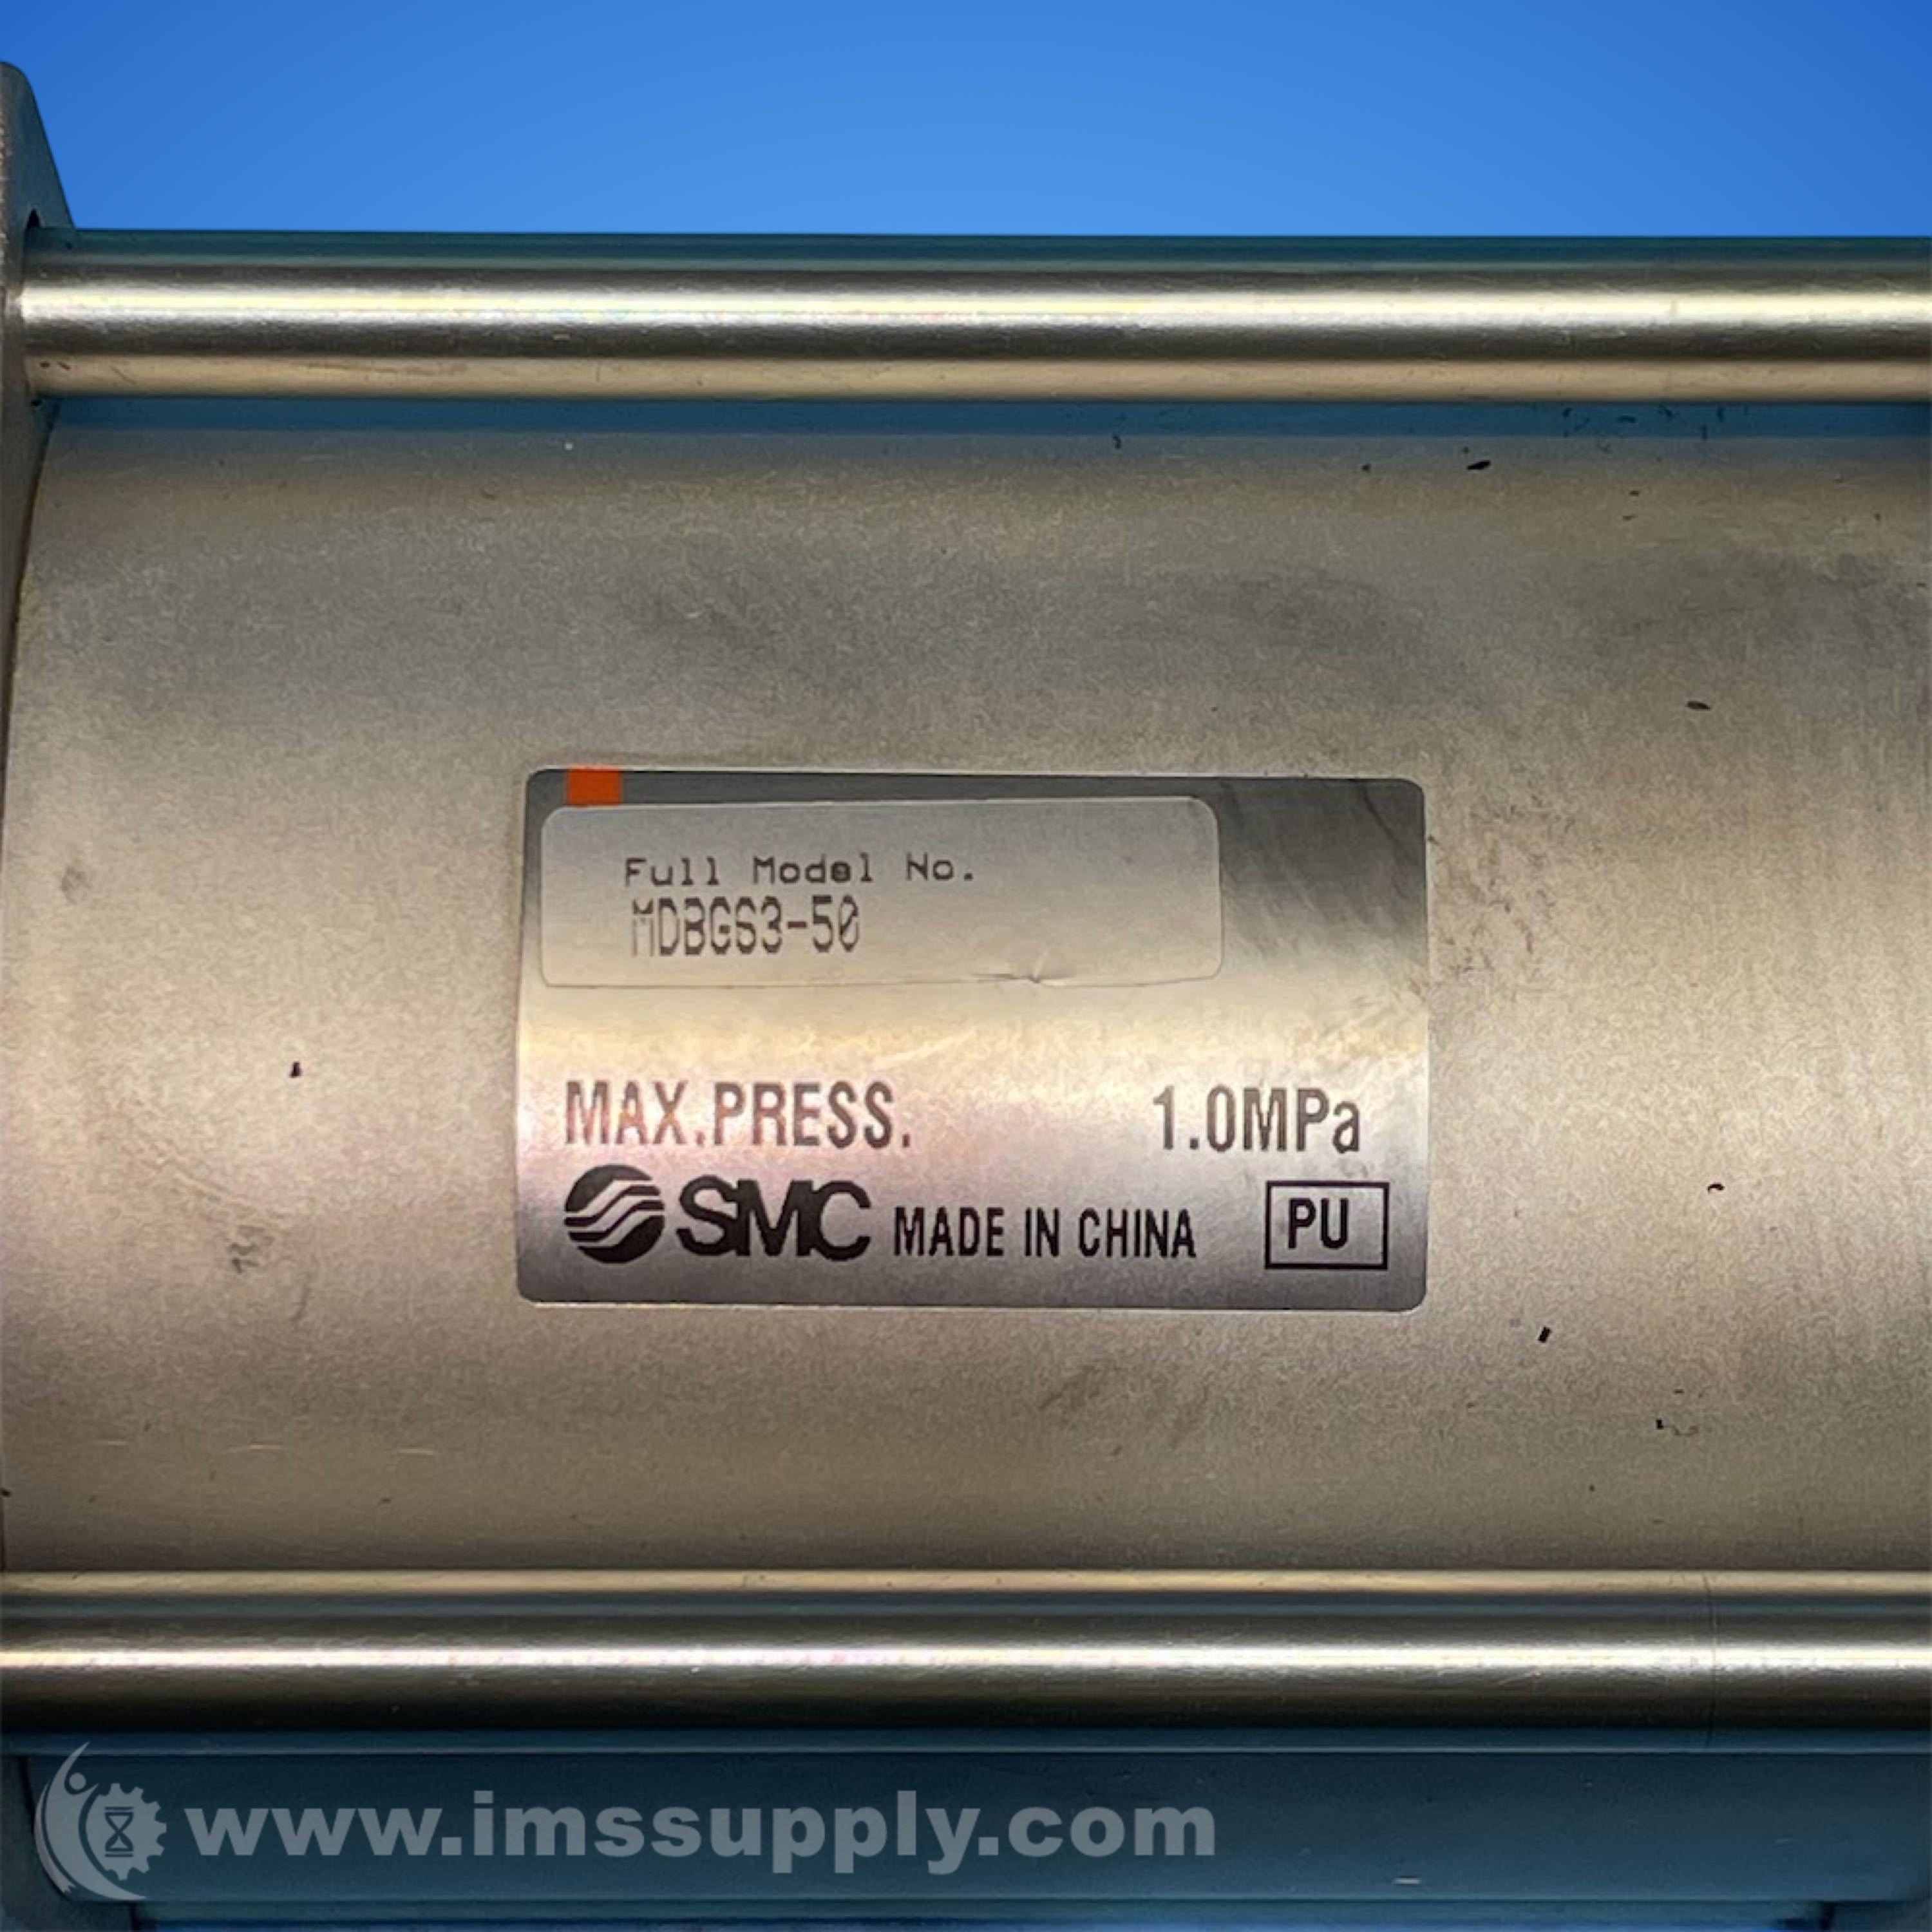 Full Model No.
MDBG63-50
MAX.PRESS. 1.0MPa
SMC MADE IN CHINA PU
www.imssupply.com